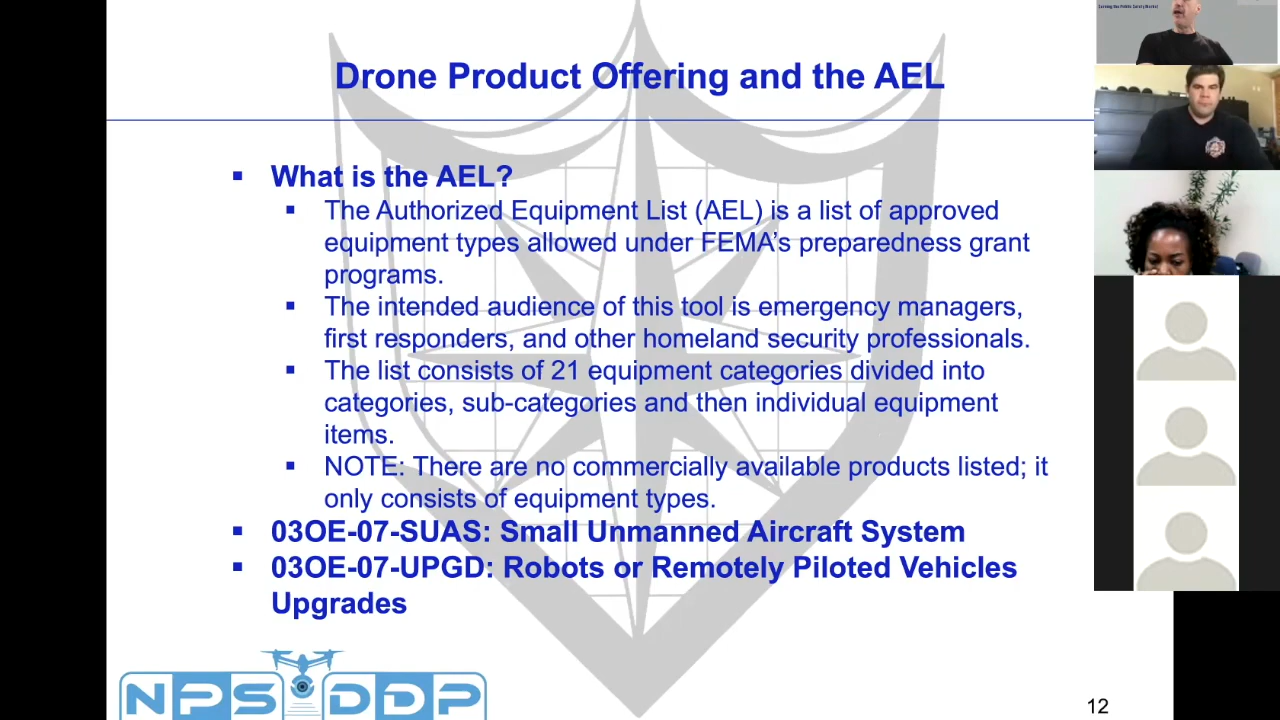 Drone Product Offering and the AEL
▪ What is the AEL?
▪ The Authorized Equipment List (AEL) is a list of approved
equipment types allowed under FEMA’s preparedness grant
programs.
▪ The intended audience of this tool is emergency managers,
first responders, and other homeland security professionals.
▪ The list consists of 21 equipment categories divided into
categories, sub-categories and then individual equipment
items.
▪ NOTE: There are no commercially available products listed; it
only consists of equipment types.
▪ 03OE-07-SUAS: Small Unmanned Aircraft System
▪ 03OE-07-UPGD: Robots or Remotely Piloted Vehicles
Upgrades
NPS DDP
12